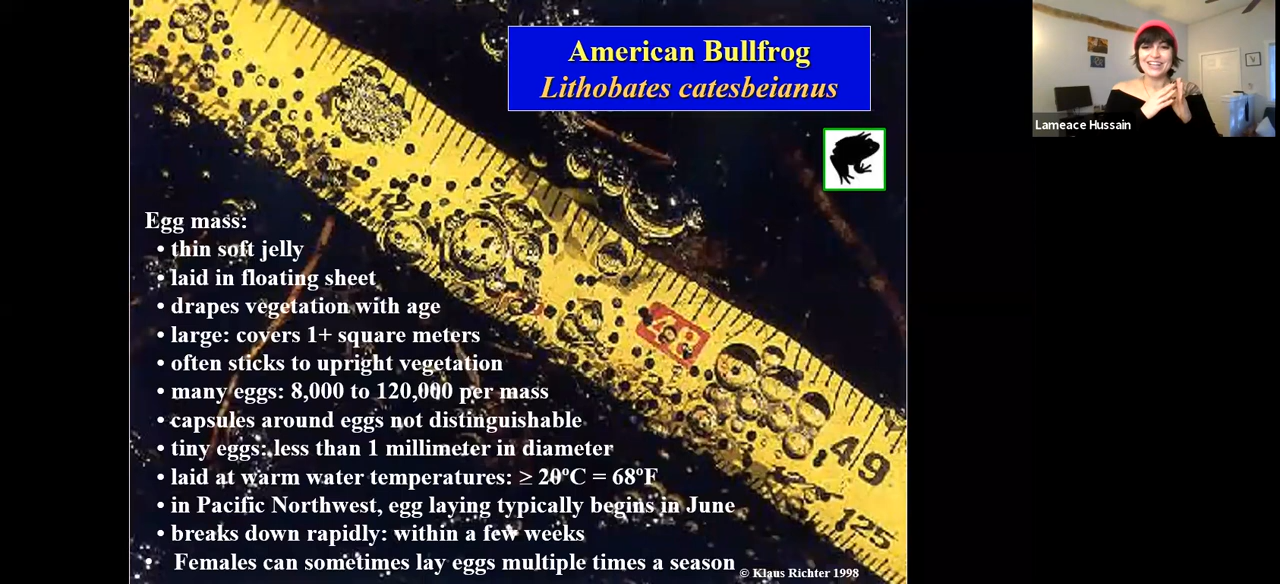 American Bullfrog
Lithobates catesbeianus
Lameace Hussain
Egg mass:
• thin soft jelly
• laid in floating sheet
• drapes vegetation with age
• large: covers 1+ square meters
• often sticks to upright vegetation
• many eggs: 8,000 to 120,000 per mass
• capsules around eggs not distinguishable
• tiny eggs: less than 1 millimeter in diameter
• laid at warm water temperatures: ≥ 20ºC = 68ºF
• in Pacific Northwest, egg laying typically begins in June
• breaks down rapidly: within a few weeks
• Females can sometimes lay eggs multiple times a season
48
49
125
© Klaus Richter 1998